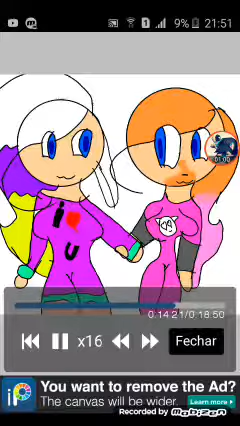 9% 21:51
01:00
i ❤ U
0:14:21/0:18:50
x16
Fechar
You want to remove the Ad?
The canvas will be wider.
Learn more
Recorded by Mobizen